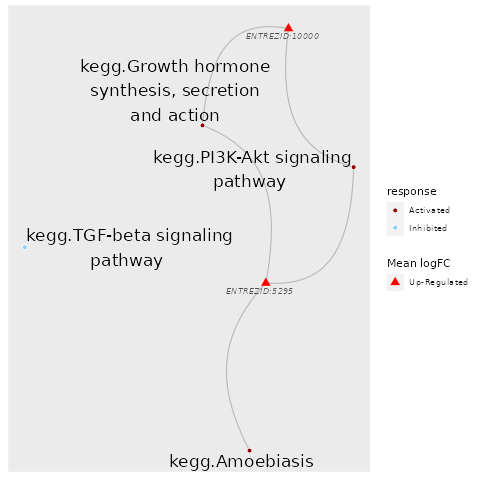 ENTREZID:10000
kegg.Growth hormone
synthesis, secretion
and action
kegg.PI3K-Akt signaling
pathway
kegg.TGF-beta signaling
pathway
ENTREZID:5295
kegg.Amoebiasis
response
Activated
Inhibited
Mean logFC
Up-Regulated